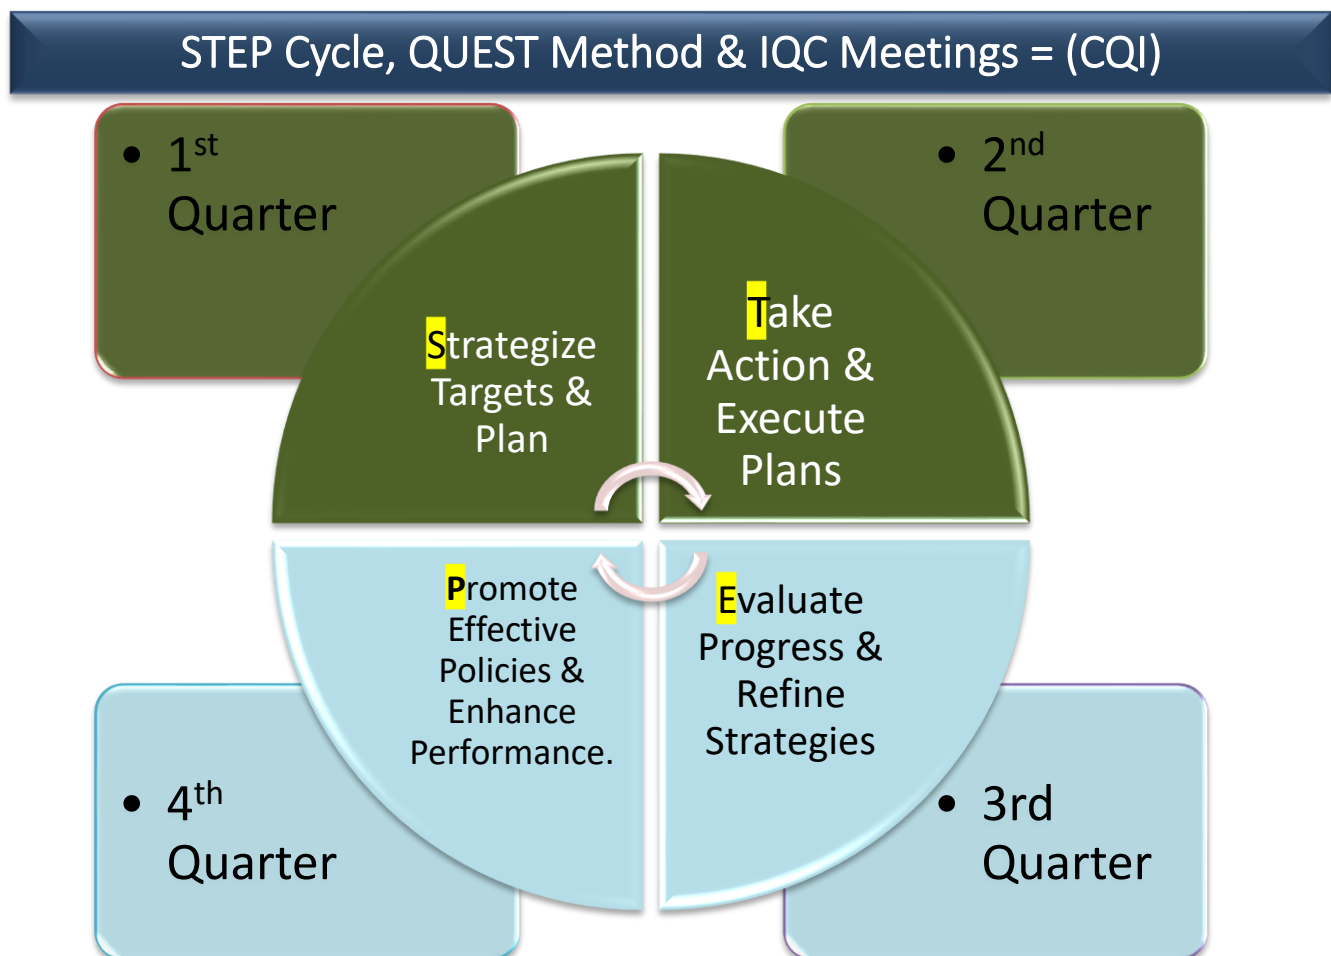 STEP Cycle, QUEST Method & IQC Meetings = (CQI)
• 1st
Quarter
• 2nd
Quarter
Strategize
Targets &
Plan
Take
Action &
Execute
Plans
Promote
Effective
Policies &
Enhance
Performance.
Evaluate
Progress &
Refine
Strategies
• 4th
Quarter
• 3rd
Quarter